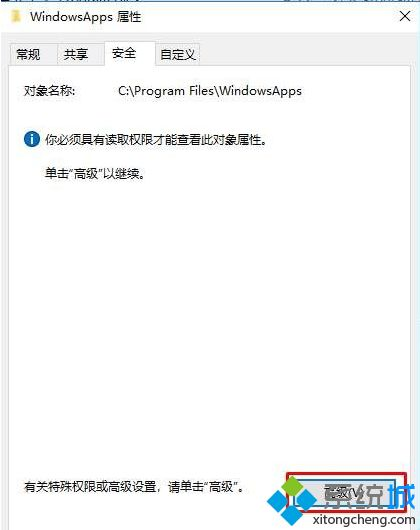 WindowsApps 属性
常规 共享 安全 自定义
对象名称: C:\Program Files\WindowsApps
你必须具有读取权限才能查看此对象属性。
单击“高级”以继续。
有关特殊权限或高级设置，请单击“高级”。
高级(V)
系统城
xitongcheng.com